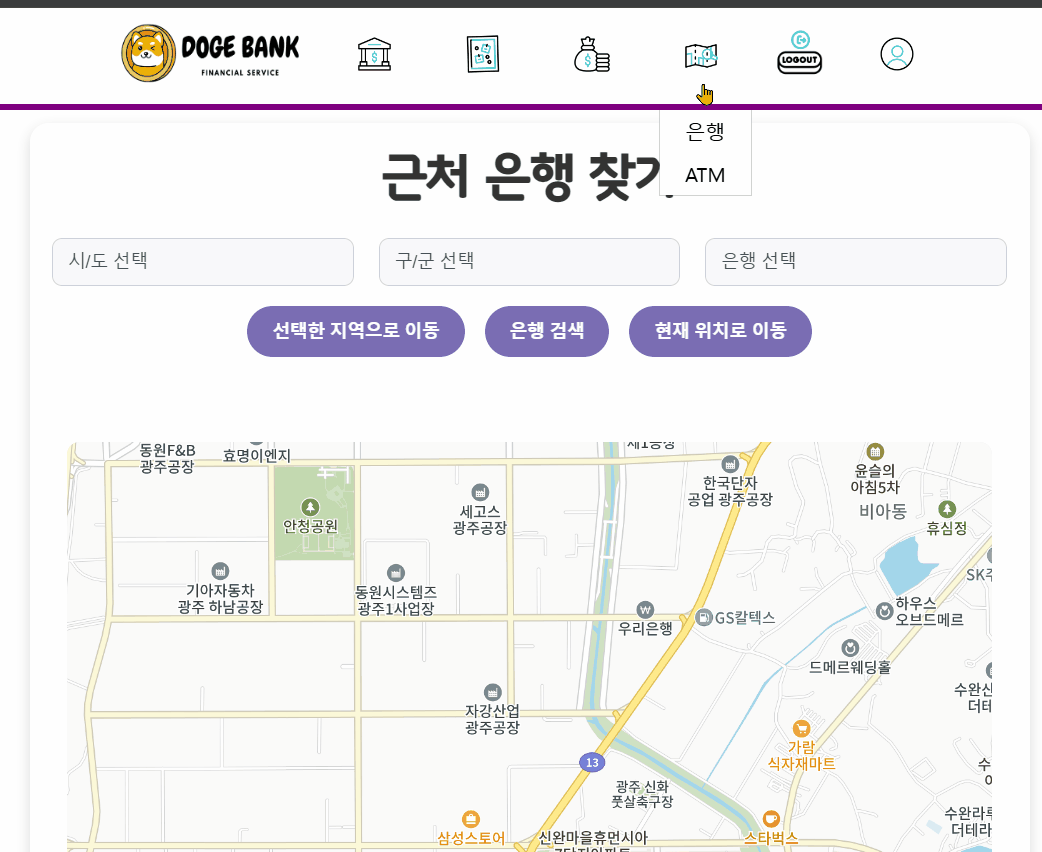 DOGE BANK
FINANCIAL SERVICE
LOGOUT
은행
ATM
근처 은행 찾기
시/도 선택
구/군 선택
은행 선택
선택한 지역으로 이동
은행 검색
현재 위치로 이동
동원F&B
광주공장
효명이엔지
제1공장
한국단자
공업 광주공장
윤슬의
아침5차
비아동
휴심정
안청공원
세고스
광주공장
기아자동차
광주 하남공장
동원시스템즈
광주1사업장
SK주
하우스
오브드메르
우리은행
GS칼텍스
드메르웨딩홀
수완신
더테
자강산업
광주공장
가람
식자재마트
13
광주 신화
풋살축구장
수완라
더테라
삼성스토어
신완마을휴먼시아
7단지아파트
스타벅스